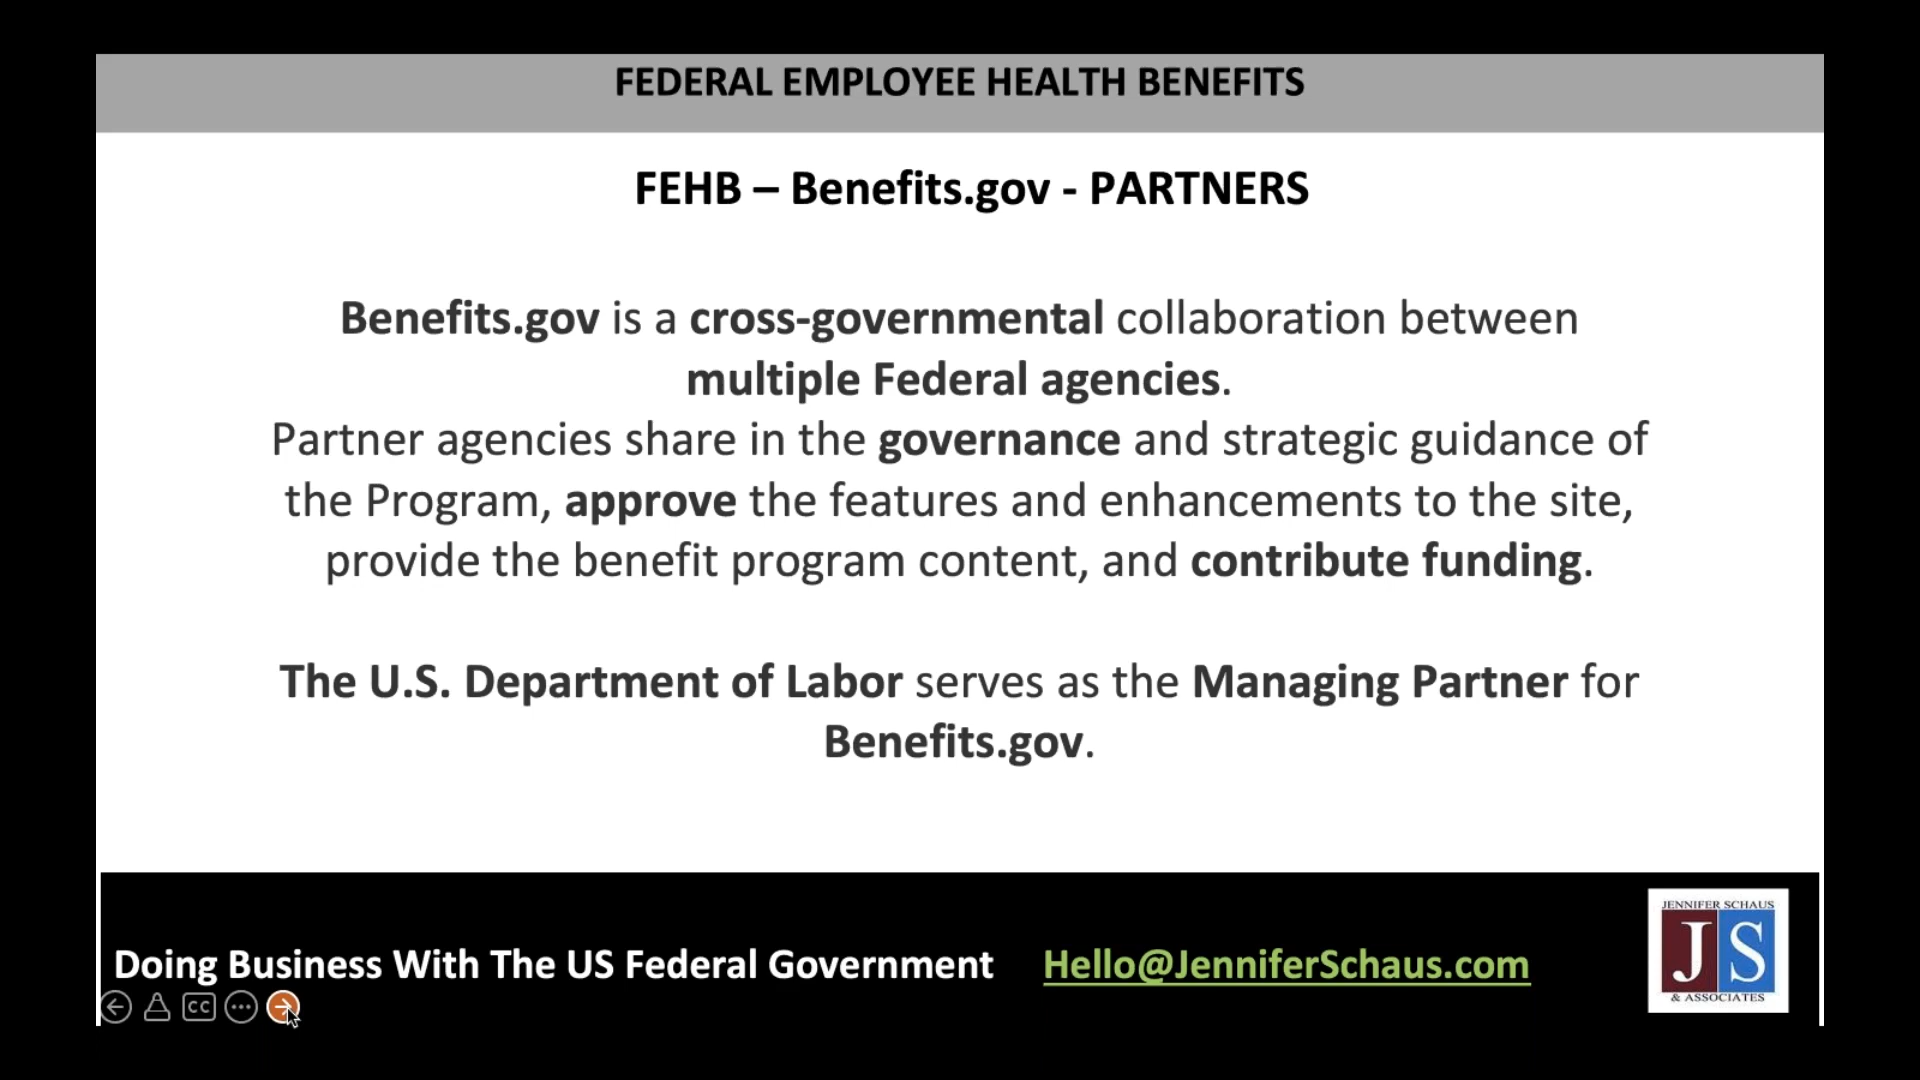 FEDERAL EMPLOYEE HEALTH BENEFITS
FEHB – Benefits.gov - PARTNERS
Benefits.gov is a cross-governmental collaboration between
multiple Federal agencies.
Partner agencies share in the governance and strategic guidance of
the Program, approve the features and enhancements to the site,
provide the benefit program content, and contribute funding.
The U.S. Department of Labor serves as the Managing Partner for
Benefits.gov.
Doing Business With The US Federal Government Hello@JenniferSchaus.com
JENNIFER SCHAUS
JS
& ASSOCIATES
CC